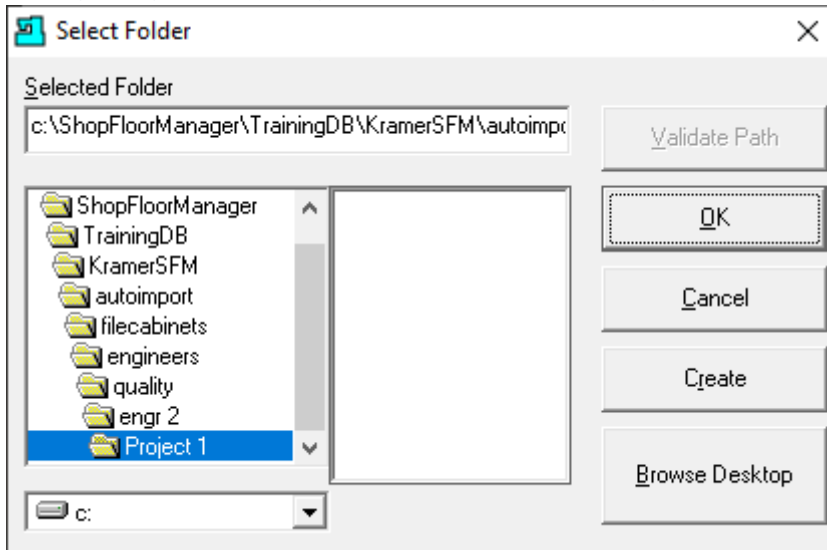 Select Folder
Selected Folder
c:\ShopFloorManager\TrainingDB\KramerSFM\autoimpo
Validate Path
ShopFloorManager
TrainingDB
KramerSFM
autoimport
filecabinets
engineers
quality
engr 2
Project 1
OK
Cancel
Create
Browse Desktop
c: